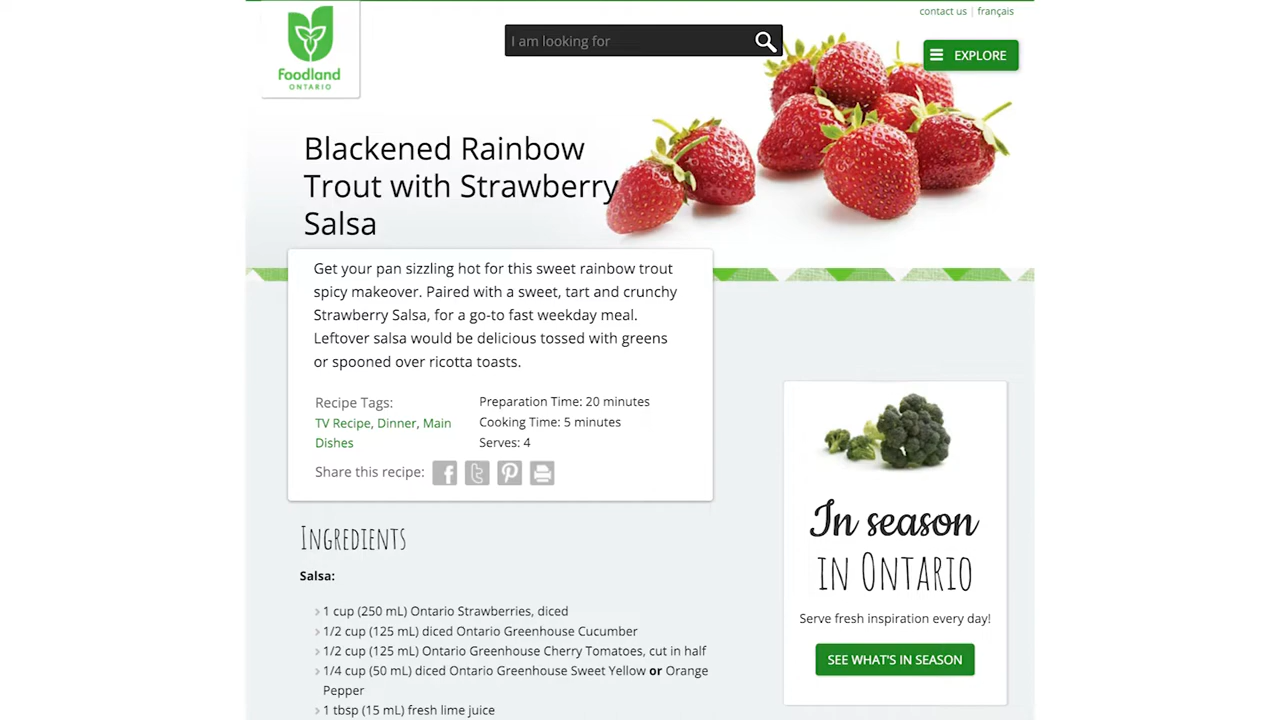 contact us | français
I am looking for
EXPLORE
Foodland
ONTARIO
Blackened Rainbow
Trout with Strawberry
Salsa
Get your pan sizzling hot for this sweet rainbow trout
spicy makeover. Paired with a sweet, tart and crunchy
Strawberry Salsa, for a go-to fast weekday meal.
Leftover salsa would be delicious tossed with greens
or spooned over ricotta toasts.
Recipe Tags:
TV Recipe, Dinner, Main
Dishes
Preparation Time: 20 minutes
Cooking Time: 5 minutes
Serves: 4
Share this recipe:
Ingredients
Salsa:
1 cup (250 mL) Ontario Strawberries, diced
1/2 cup (125 mL) diced Ontario Greenhouse Cucumber
1/2 cup (125 mL) Ontario Greenhouse Cherry Tomatoes, cut in half
1/4 cup (50 mL) diced Ontario Greenhouse Sweet Yellow or Orange
Pepper
1 tbsp (15 mL) fresh lime juice
In season
in Ontario
Serve fresh inspiration every day!
SEE WHAT'S IN SEASON